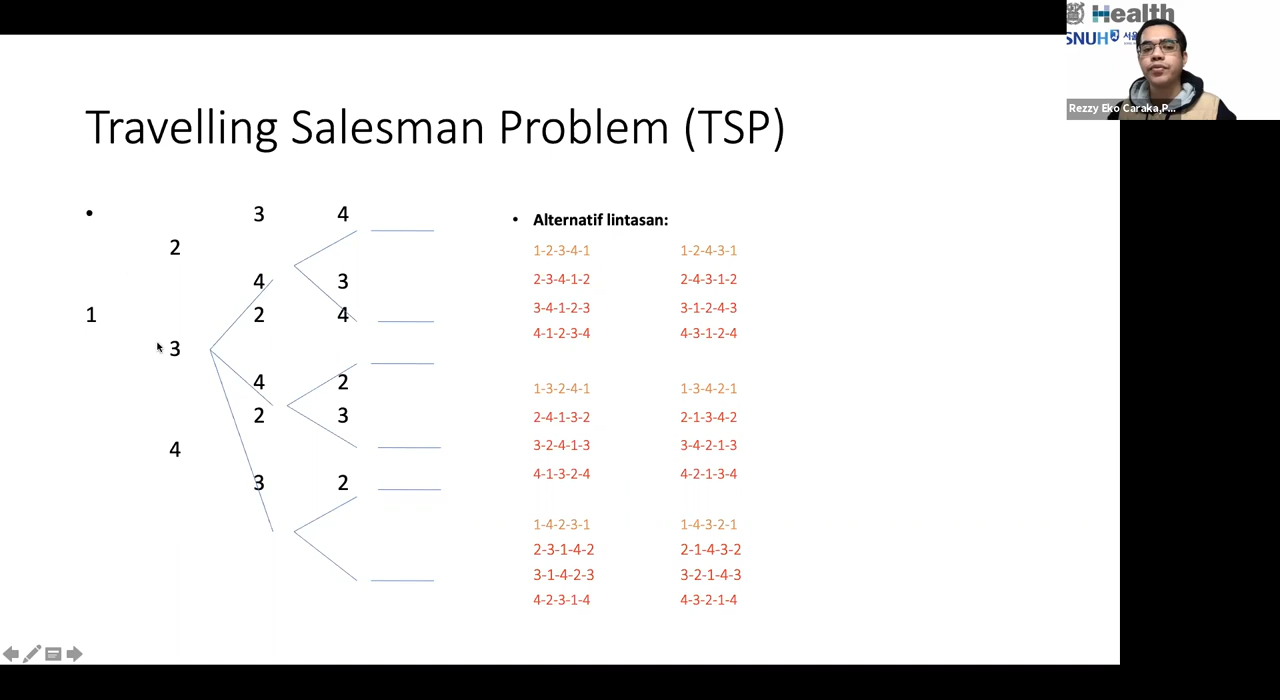 Health
SNUH
Rezzy Eko Caraka,P...
Travelling Salesman Problem (TSP)
• 3 4
2
4 3
1 2 4
3
4 2
2 3
4
3 2
• Alternatif lintasan:
1-2-3-4-1 1-2-4-3-1
2-3-4-1-2 2-4-3-1-2
3-4-1-2-3 3-1-2-4-3
4-1-2-3-4 4-3-1-2-4
1-3-2-4-1 1-3-4-2-1
2-4-1-3-2 2-1-3-4-2
3-2-4-1-3 3-4-2-1-3
4-1-3-2-4 4-2-1-3-4
1-4-2-3-1 1-4-3-2-1
2-3-1-4-2 2-1-4-3-2
3-1-4-2-3 3-2-1-4-3
4-2-3-1-4 4-3-2-1-4